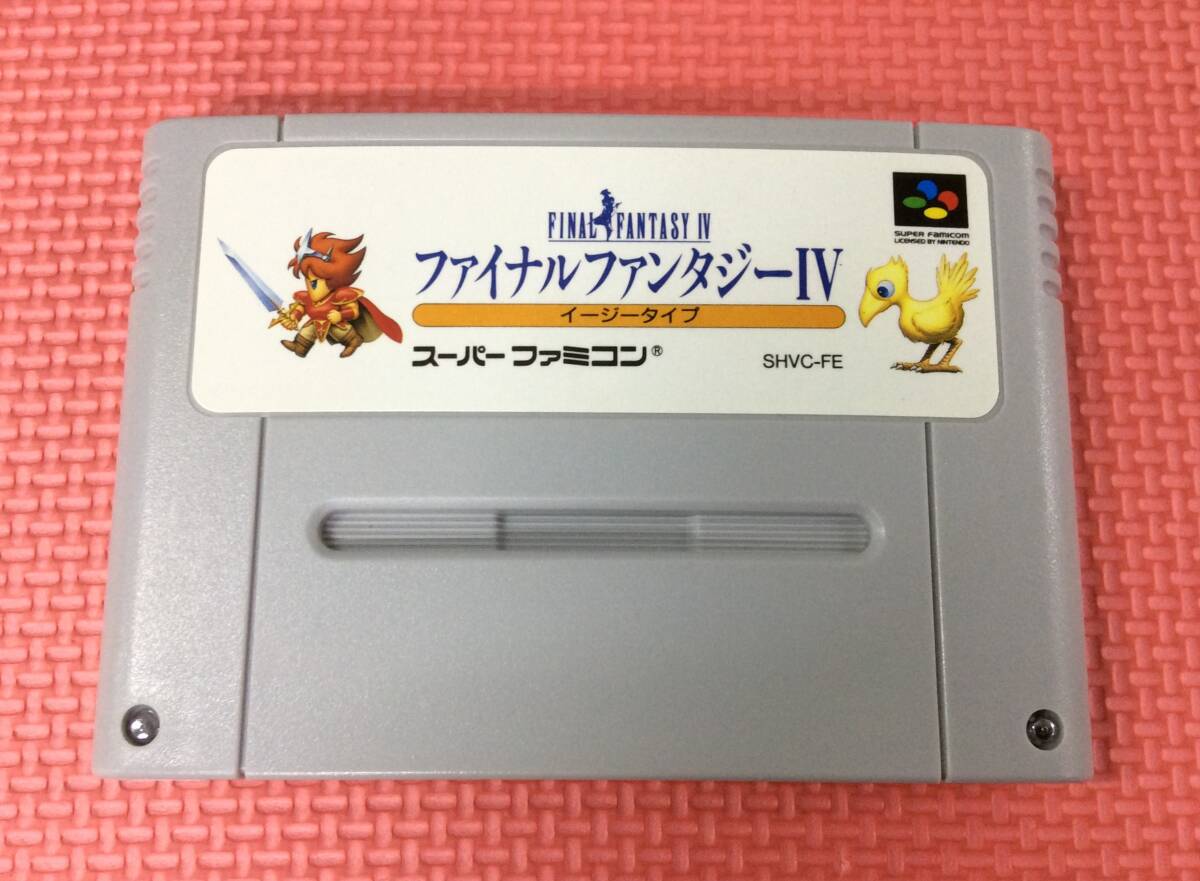 FINAL FANTASY IV
ファイナルファンタジーIV
イージータイプ
スーパーファミコン®
SHVC-FE
SUPER FAMICOM
LICENSED BY NINTENDO